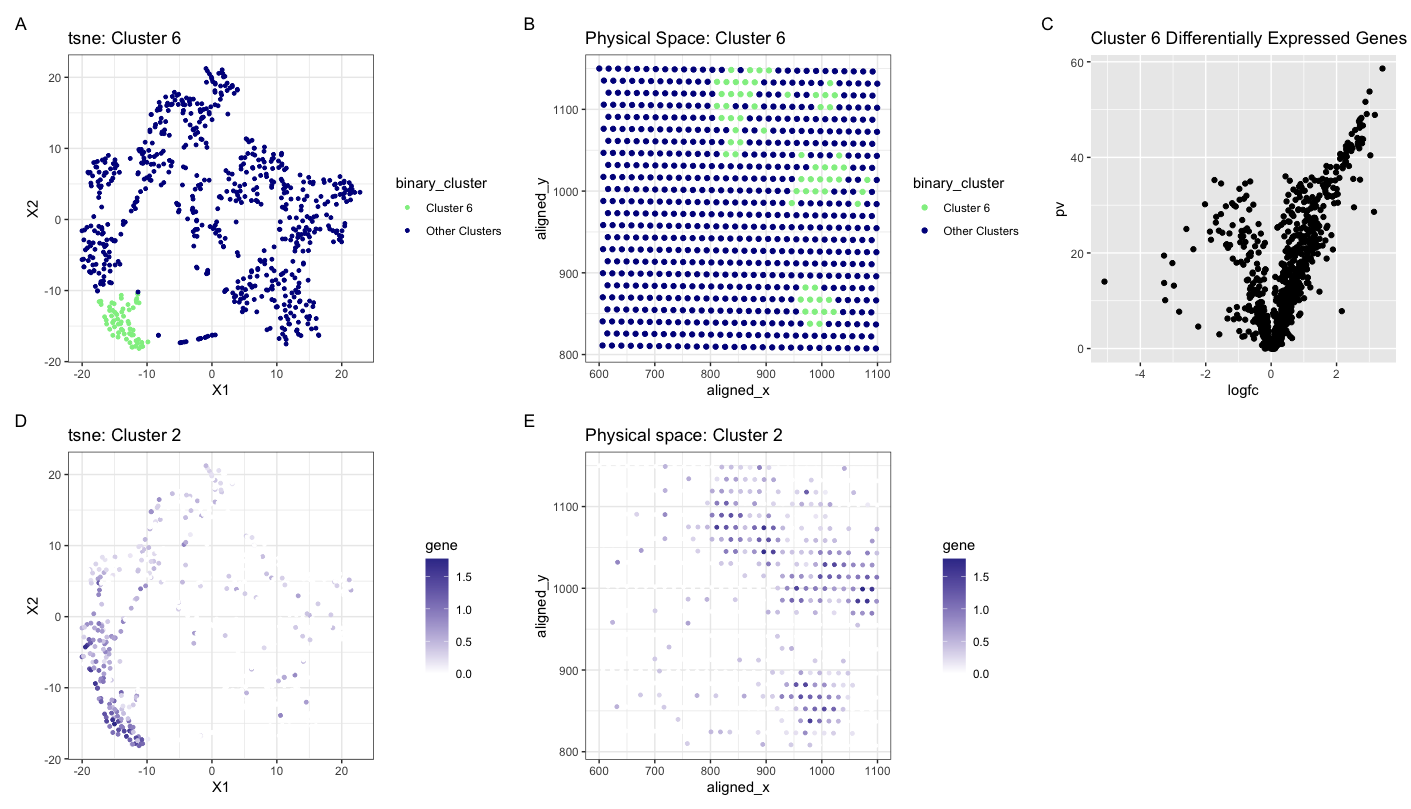 A
tsne: Cluster 6
20
10
0
-10
-20
X2
-20
-10
0
10
20
X1
binary_cluster
Cluster 6
Other Clusters
B
Physical Space: Cluster 6
1100
1000
900
800
aligned_y
600
700
800
900
1000
1100
aligned_x
binary_cluster
Cluster 6
Other Clusters
C
Cluster 6 Differentially Expressed Genes
60
40
20
0
pv
-4
-2
0
2
logfc
D
tsne: Cluster 2
20
10
0
-10
-20
X2
-20
-10
0
10
20
X1
gene
1.5
1.0
0.5
0.0
E
Physical space: Cluster 2
1100
1000
900
800
aligned_y
600
700
800
900
1000
1100
aligned_x
gene
1.5
1.0
0.5
0.0